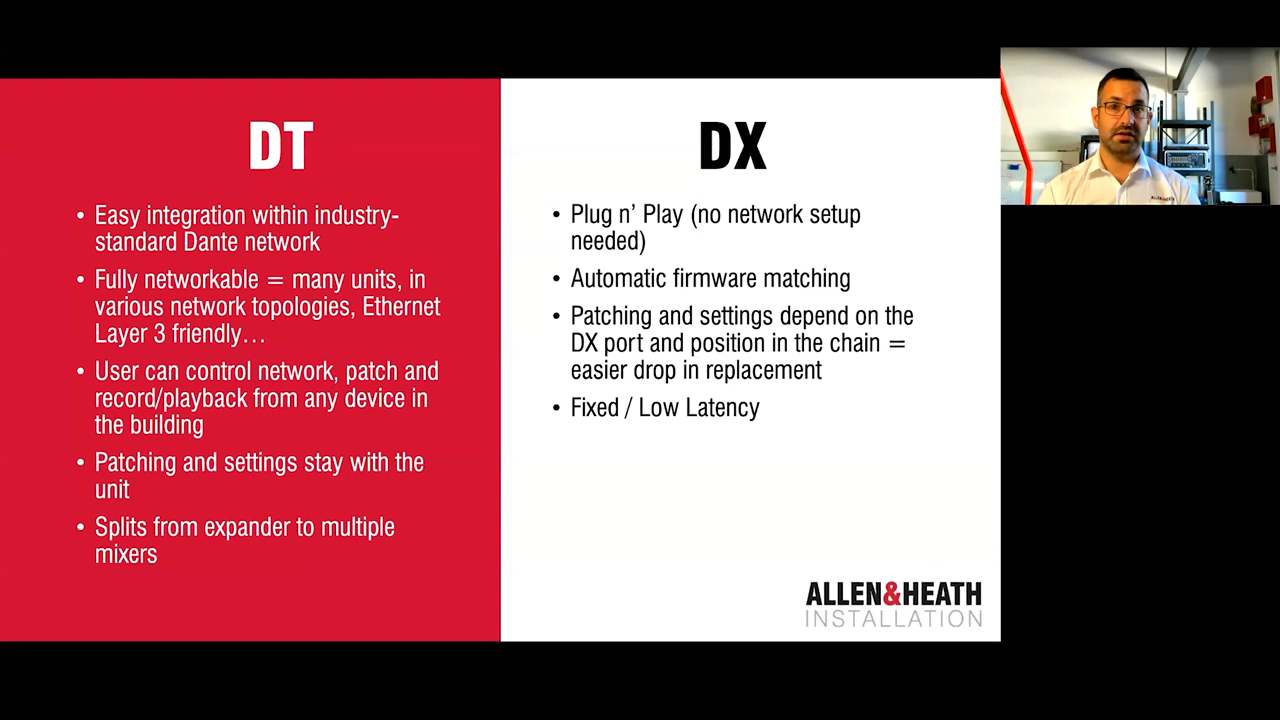 DT
• Easy integration within industry-
standard Dante network
• Fully networkable = many units, in
various network topologies, Ethernet
Layer 3 friendly…
• User can control network, patch and
record/playback from any device in
the building
• Patching and settings stay with the
unit
• Splits from expander to multiple
mixers
DX
• Plug n’ Play (no network setup
needed)
• Automatic firmware matching
• Patching and settings depend on the
DX port and position in the chain =
easier drop in replacement
• Fixed / Low Latency
ALLEN&HEATH
INSTALLATION
ALLEN&HEATH